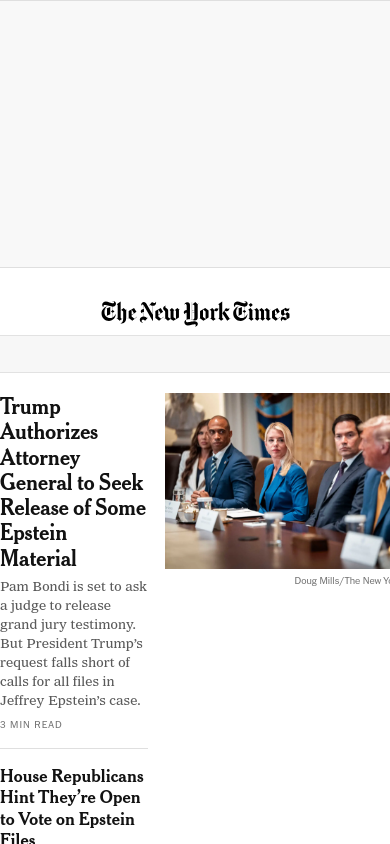 The New York Times
Trump
Authorizes
Attorney
General to Seek
Release of Some
Epstein
Material
Pam Bondi is set to ask
a judge to release
grand jury testimony.
But President Trump’s
request falls short of
calls for all files in
Jeffrey Epstein’s case.
3 MIN READ
Doug Mills/The New Yo
House Republicans
Hint They’re Open
to Vote on Epstein
Files